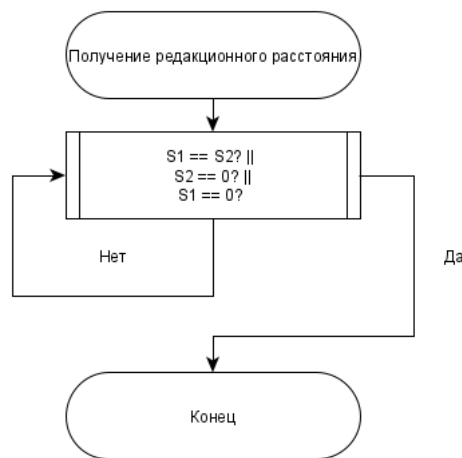 Получение редакционного расстояния
S1 == S2? ||
S2 == 0? ||
S1 == 0?
Нет
Да
Конец